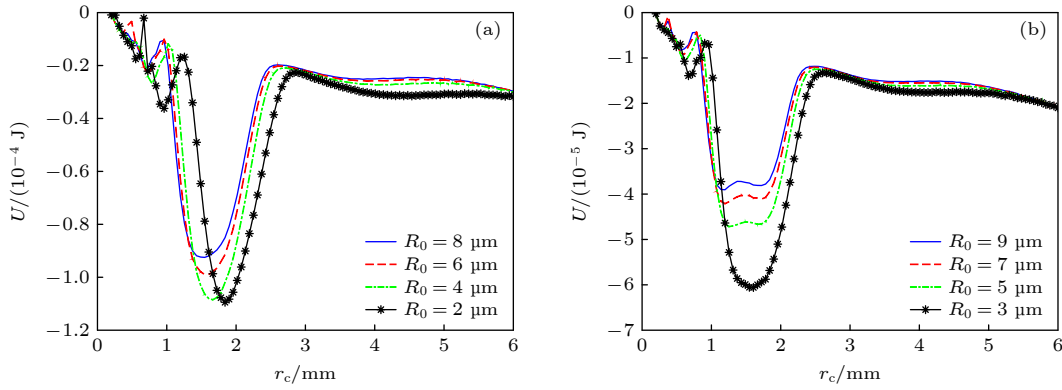 0
−0.2
−0.4
−0.6
−0.8
−1.0
−1.2
U/(10⁻⁴ J)
(a)
R₀ = 8 µm
R₀ = 6 µm
R₀ = 4 µm
R₀ = 2 µm
0 1 2 3 4 5 6
r_c/mm
0
−1
−2
−3
−4
−5
−6
−7
U/(10⁻⁵ J)
(b)
R₀ = 9 µm
R₀ = 7 µm
R₀ = 5 µm
R₀ = 3 µm
0 1 2 3 4 5 6
r_c/mm